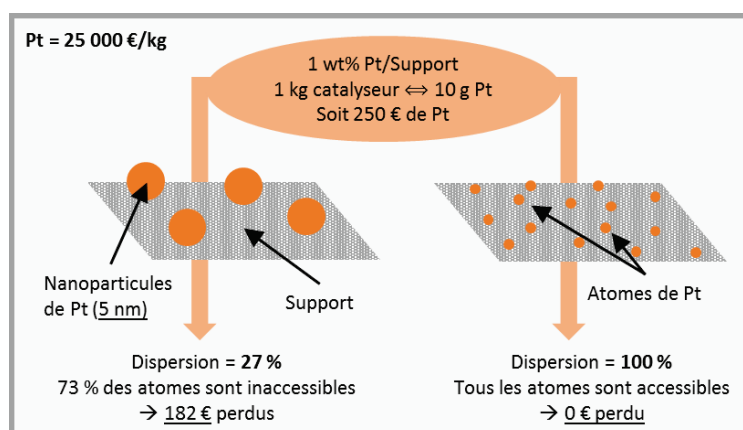 Pt = 25 000 €/kg
1 wt% Pt/Support
1 kg catalyseur ⇔ 10 g Pt
Soit 250 € de Pt
Nanoparticules
de Pt (5 nm)
Support
Atomes de Pt
Dispersion = 27 %
73 % des atomes sont inaccessibles
→ 182 € perdus
Dispersion = 100 %
Tous les atomes sont accessibles
→ 0 € perdu